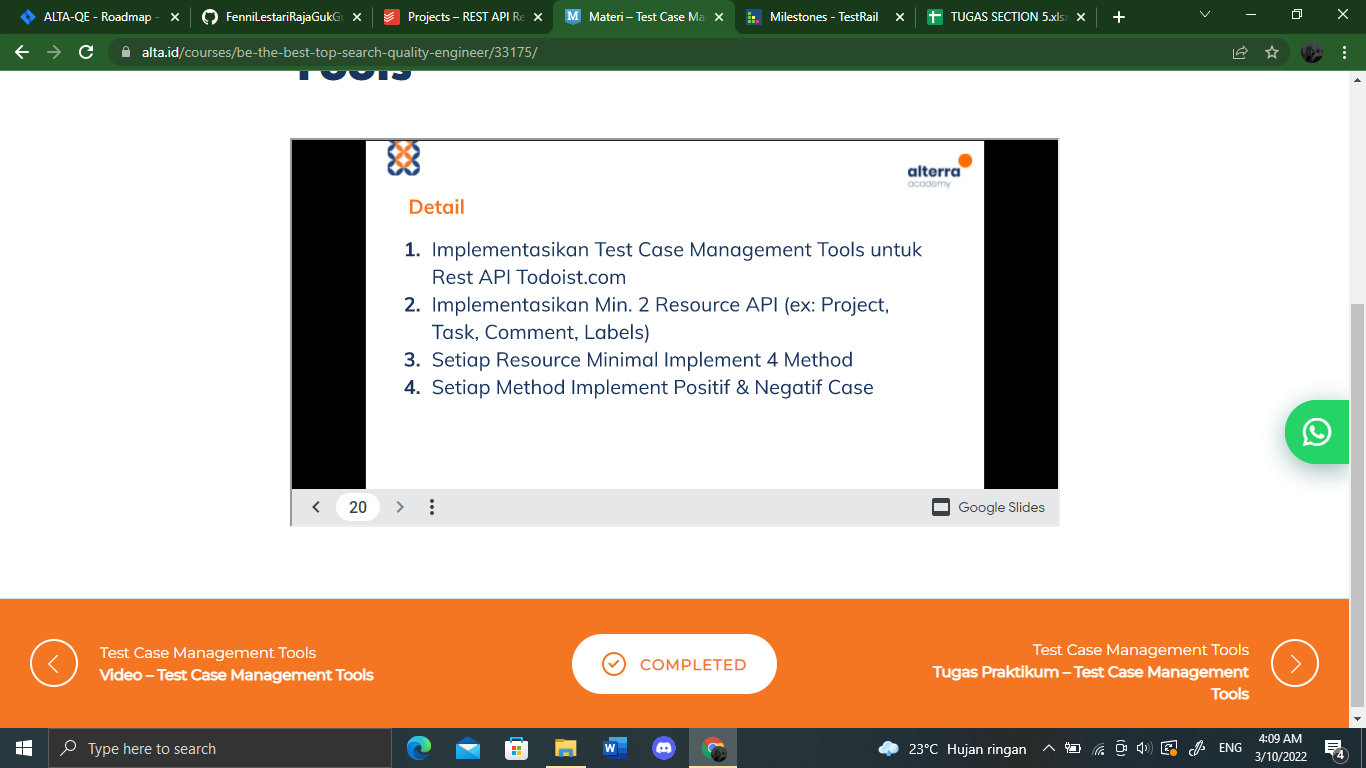 ALTA-QE - Roadmap -
FenniLestariRajaGukGu
Projects – REST API Re
Materi – Test Case Ma
Milestones - TestRail
TUGAS SECTION 5.xlsx
alta.id/courses/be-the-best-top-search-quality-engineer/33175/
Tools
alterra
academy
Detail
1. Implementasikan Test Case Management Tools untuk
Rest API Todoist.com
2. Implementasikan Min. 2 Resource API (ex: Project,
Task, Comment, Labels)
3. Setiap Resource Minimal Implement 4 Method
4. Setiap Method Implement Positif & Negatif Case
20
Google Slides
Test Case Management Tools
Video – Test Case Management Tools
COMPLETED
Test Case Management Tools
Tugas Praktikum – Test Case Management
Tools
Type here to search
23°C Hujan ringan
ENG
4:09 AM
3/10/2022
4